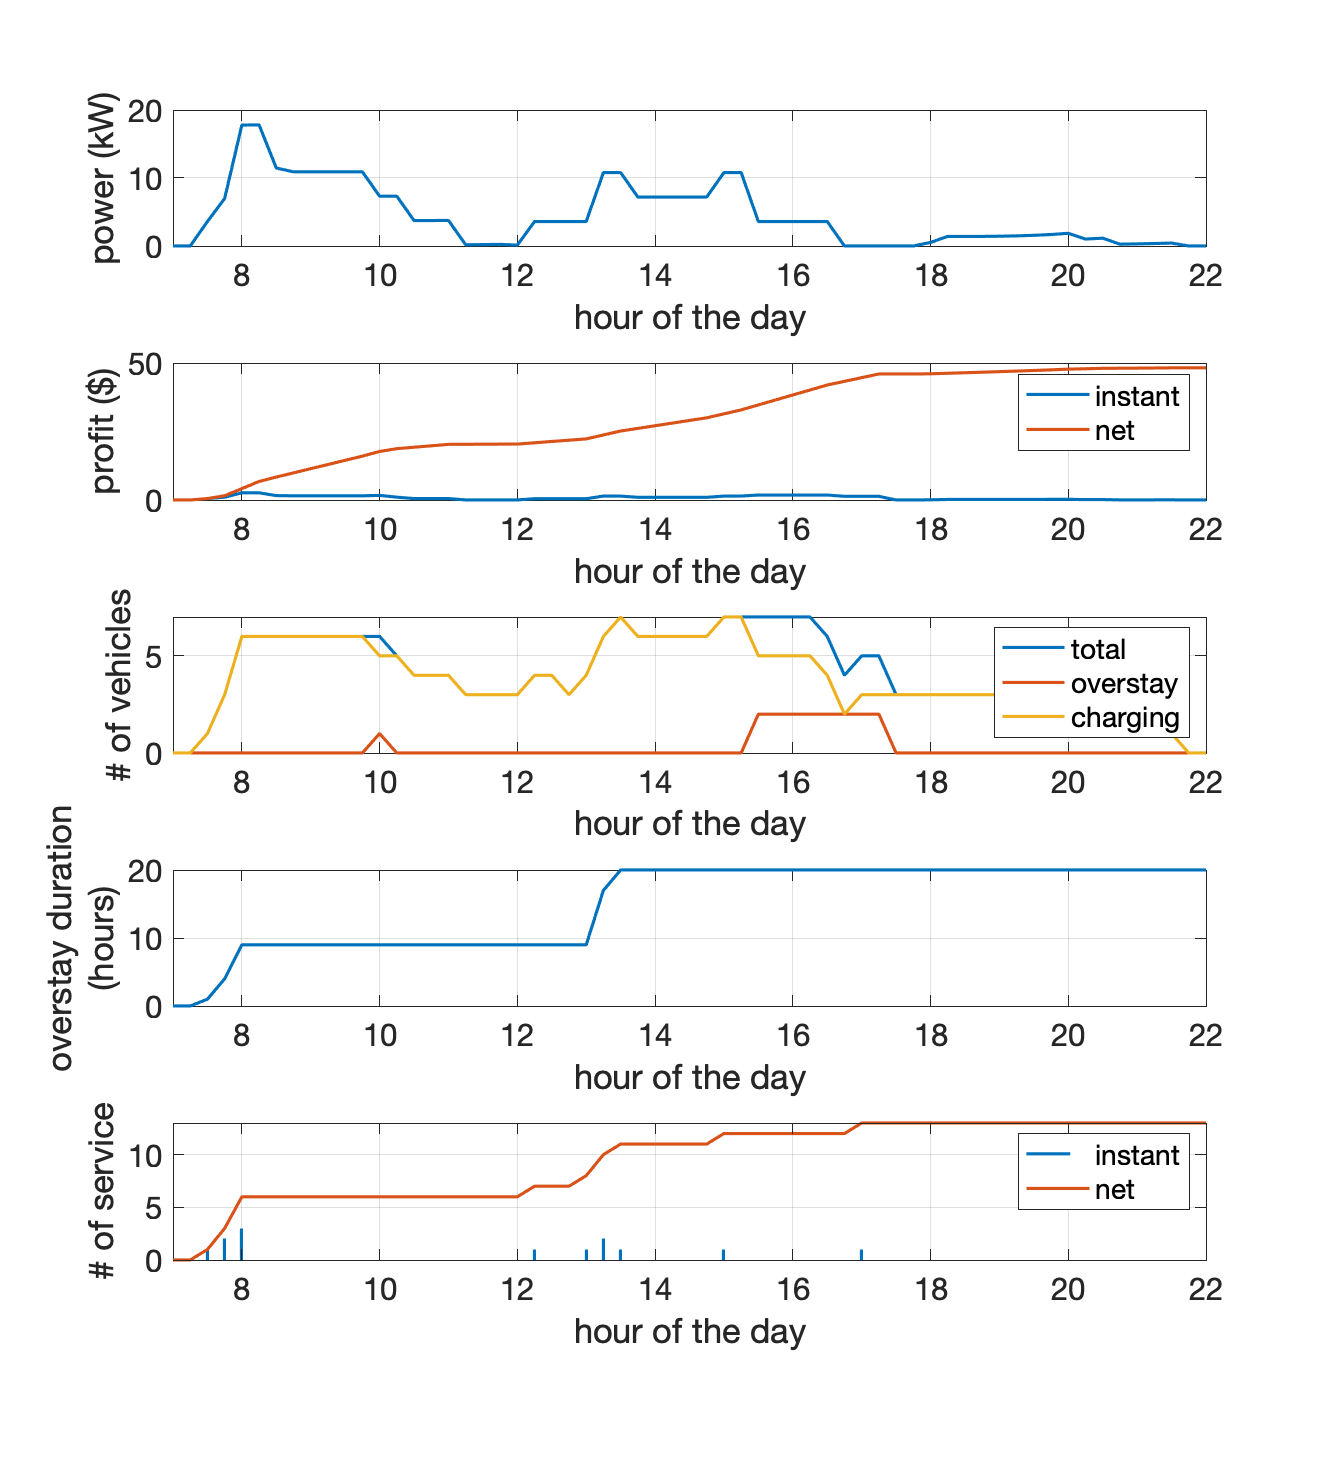 power (kW)
20
10
0
8 10 12 14 16 18 20 22
hour of the day
profit ($)
50
0
instant
net
8 10 12 14 16 18 20 22
hour of the day
# of vehicles
5
0
total
overstay
charging
8 10 12 14 16 18 20 22
hour of the day
overstay duration
(hours)
20
10
0
8 10 12 14 16 18 20 22
hour of the day
# of service
10
5
0
instant
net
8 10 12 14 16 18 20 22
hour of the day